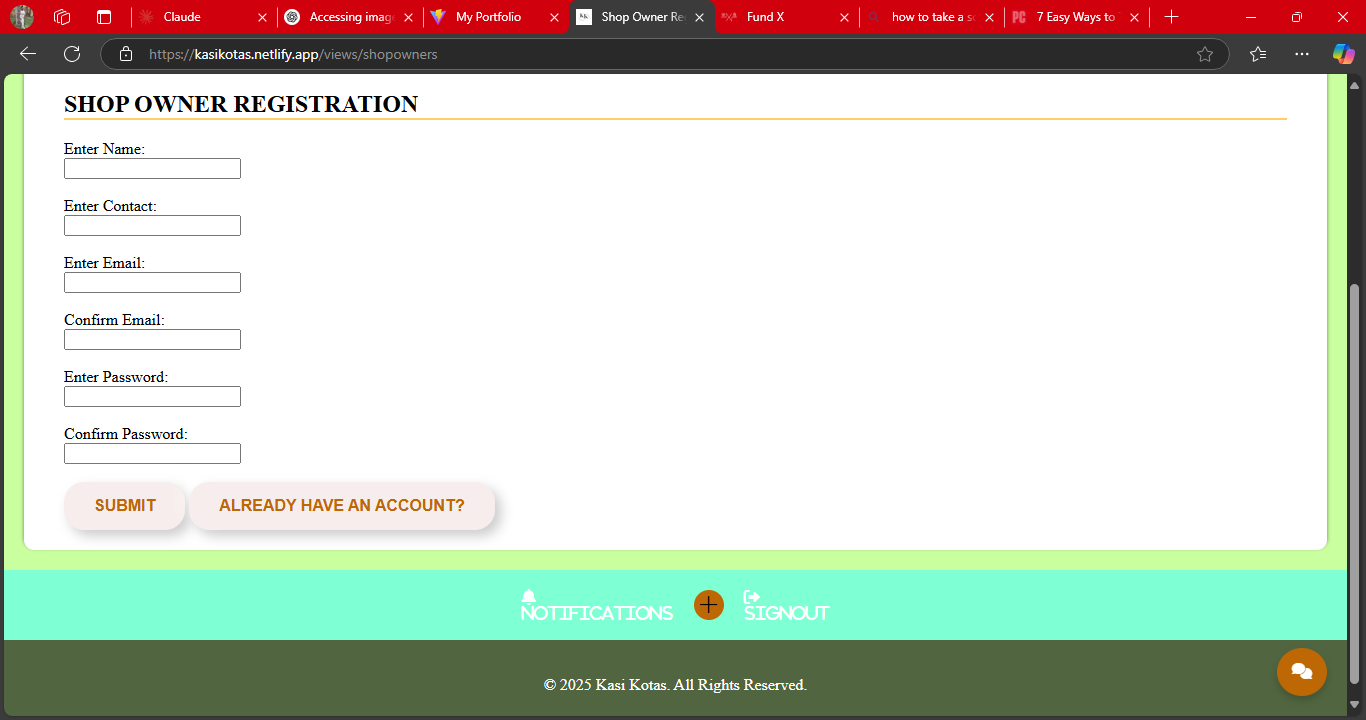 Claude
Accessing imag
My Portfolio
Shop Owner Re
Fund X
how to take a sc
7 Easy Ways to
https://kasikotas.netlify.app/views/shopowners
SHOP OWNER REGISTRATION
Enter Name:
Enter Contact:
Enter Email:
Confirm Email:
Enter Password:
Confirm Password:
SUBMIT ALREADY HAVE AN ACCOUNT?
NOTIFICATIONS SIGNOUT
© 2025 Kasi Kotas. All Rights Reserved.